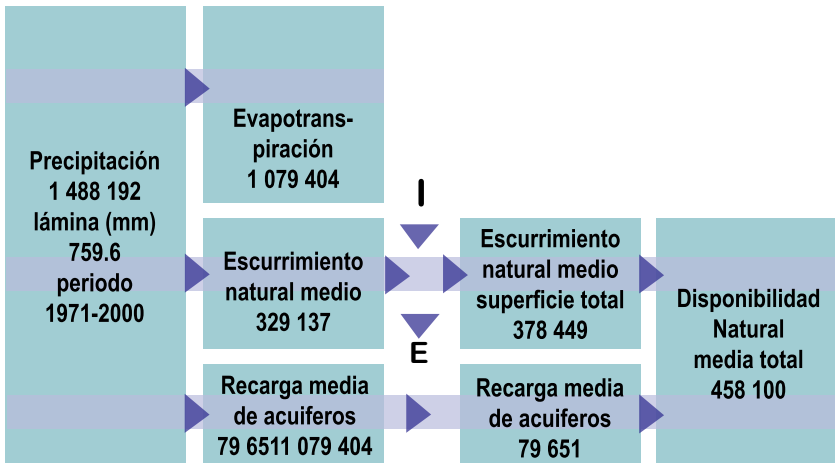 Precipitación
1 488 192
lámina (mm)
759.6
periodo
1971-2000
Evapotrans-
piración
1 079 404
Escurrimiento
natural medio
329 137
Recarga media
de acuiferos
79 6511 079 404
I
E
Escurrimiento
natural medio
superficie total
378 449
Recarga media
de acuiferos
79 651
Disponibilidad
Natural
media total
458 100